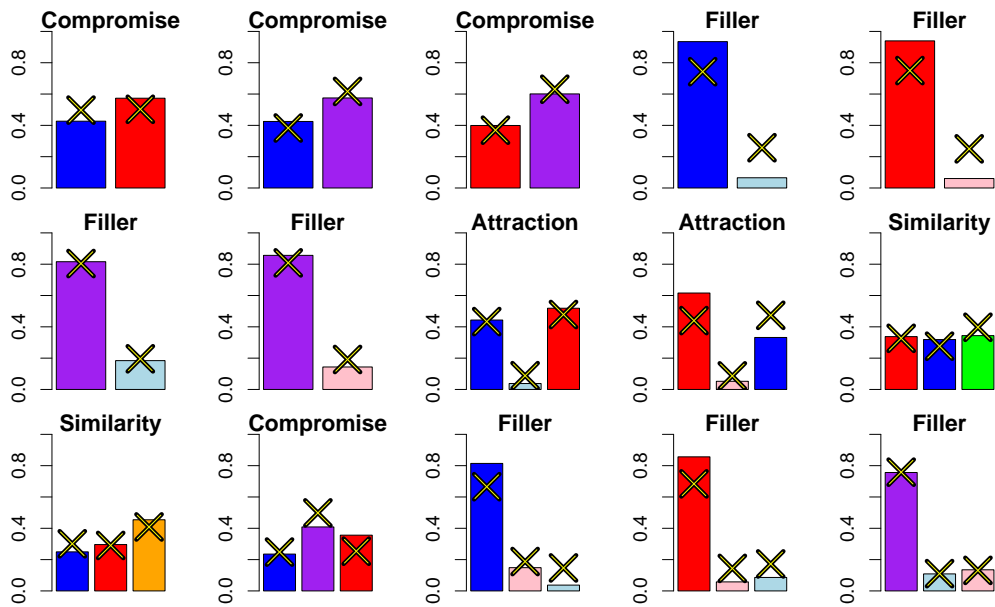 Compromise Compromise Compromise Filler Filler
0.0 0.4 0.8 0.0 0.4 0.8 0.0 0.4 0.8 0.0 0.4 0.8 0.0 0.4 0.8
Filler Filler Attraction Attraction Similarity
0.0 0.4 0.8 0.0 0.4 0.8 0.0 0.4 0.8 0.0 0.4 0.8 0.0 0.4 0.8
Similarity Compromise Filler Filler Filler
0.0 0.4 0.8 0.0 0.4 0.8 0.0 0.4 0.8 0.0 0.4 0.8 0.0 0.4 0.8